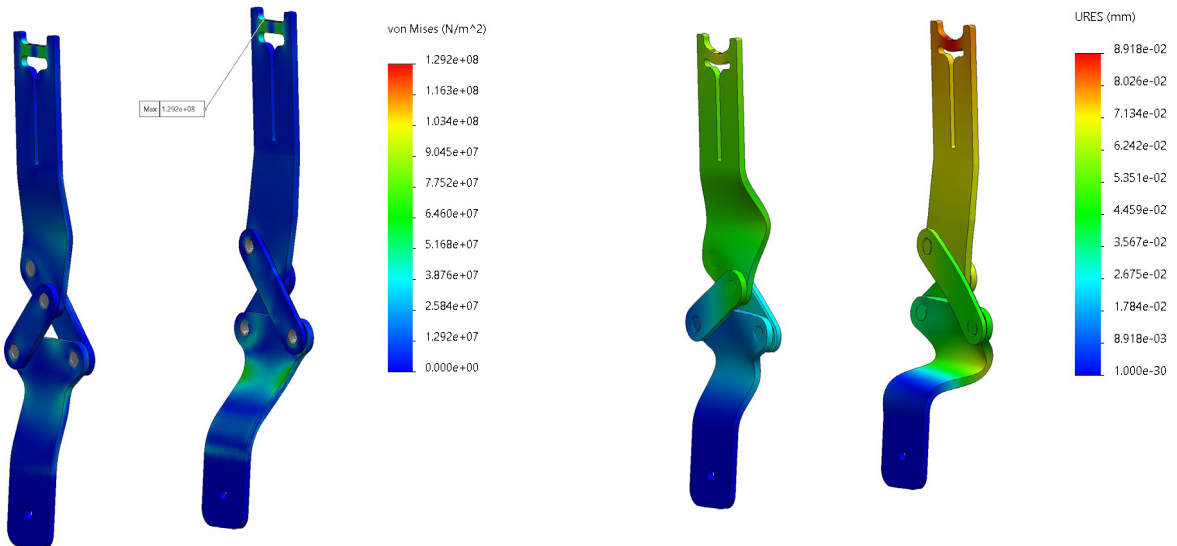 von Mises (N/m^2)
1.292e+08
1.163e+08
1.034e+08
9.045e+07
7.752e+07
6.460e+07
5.168e+07
3.876e+07
2.584e+07
1.292e+07
0.000e+00
Max: 1.292e+08
URES (mm)
8.918e-02
8.026e-02
7.134e-02
6.242e-02
5.351e-02
4.459e-02
3.567e-02
2.675e-02
1.784e-02
8.918e-03
1.000e-30